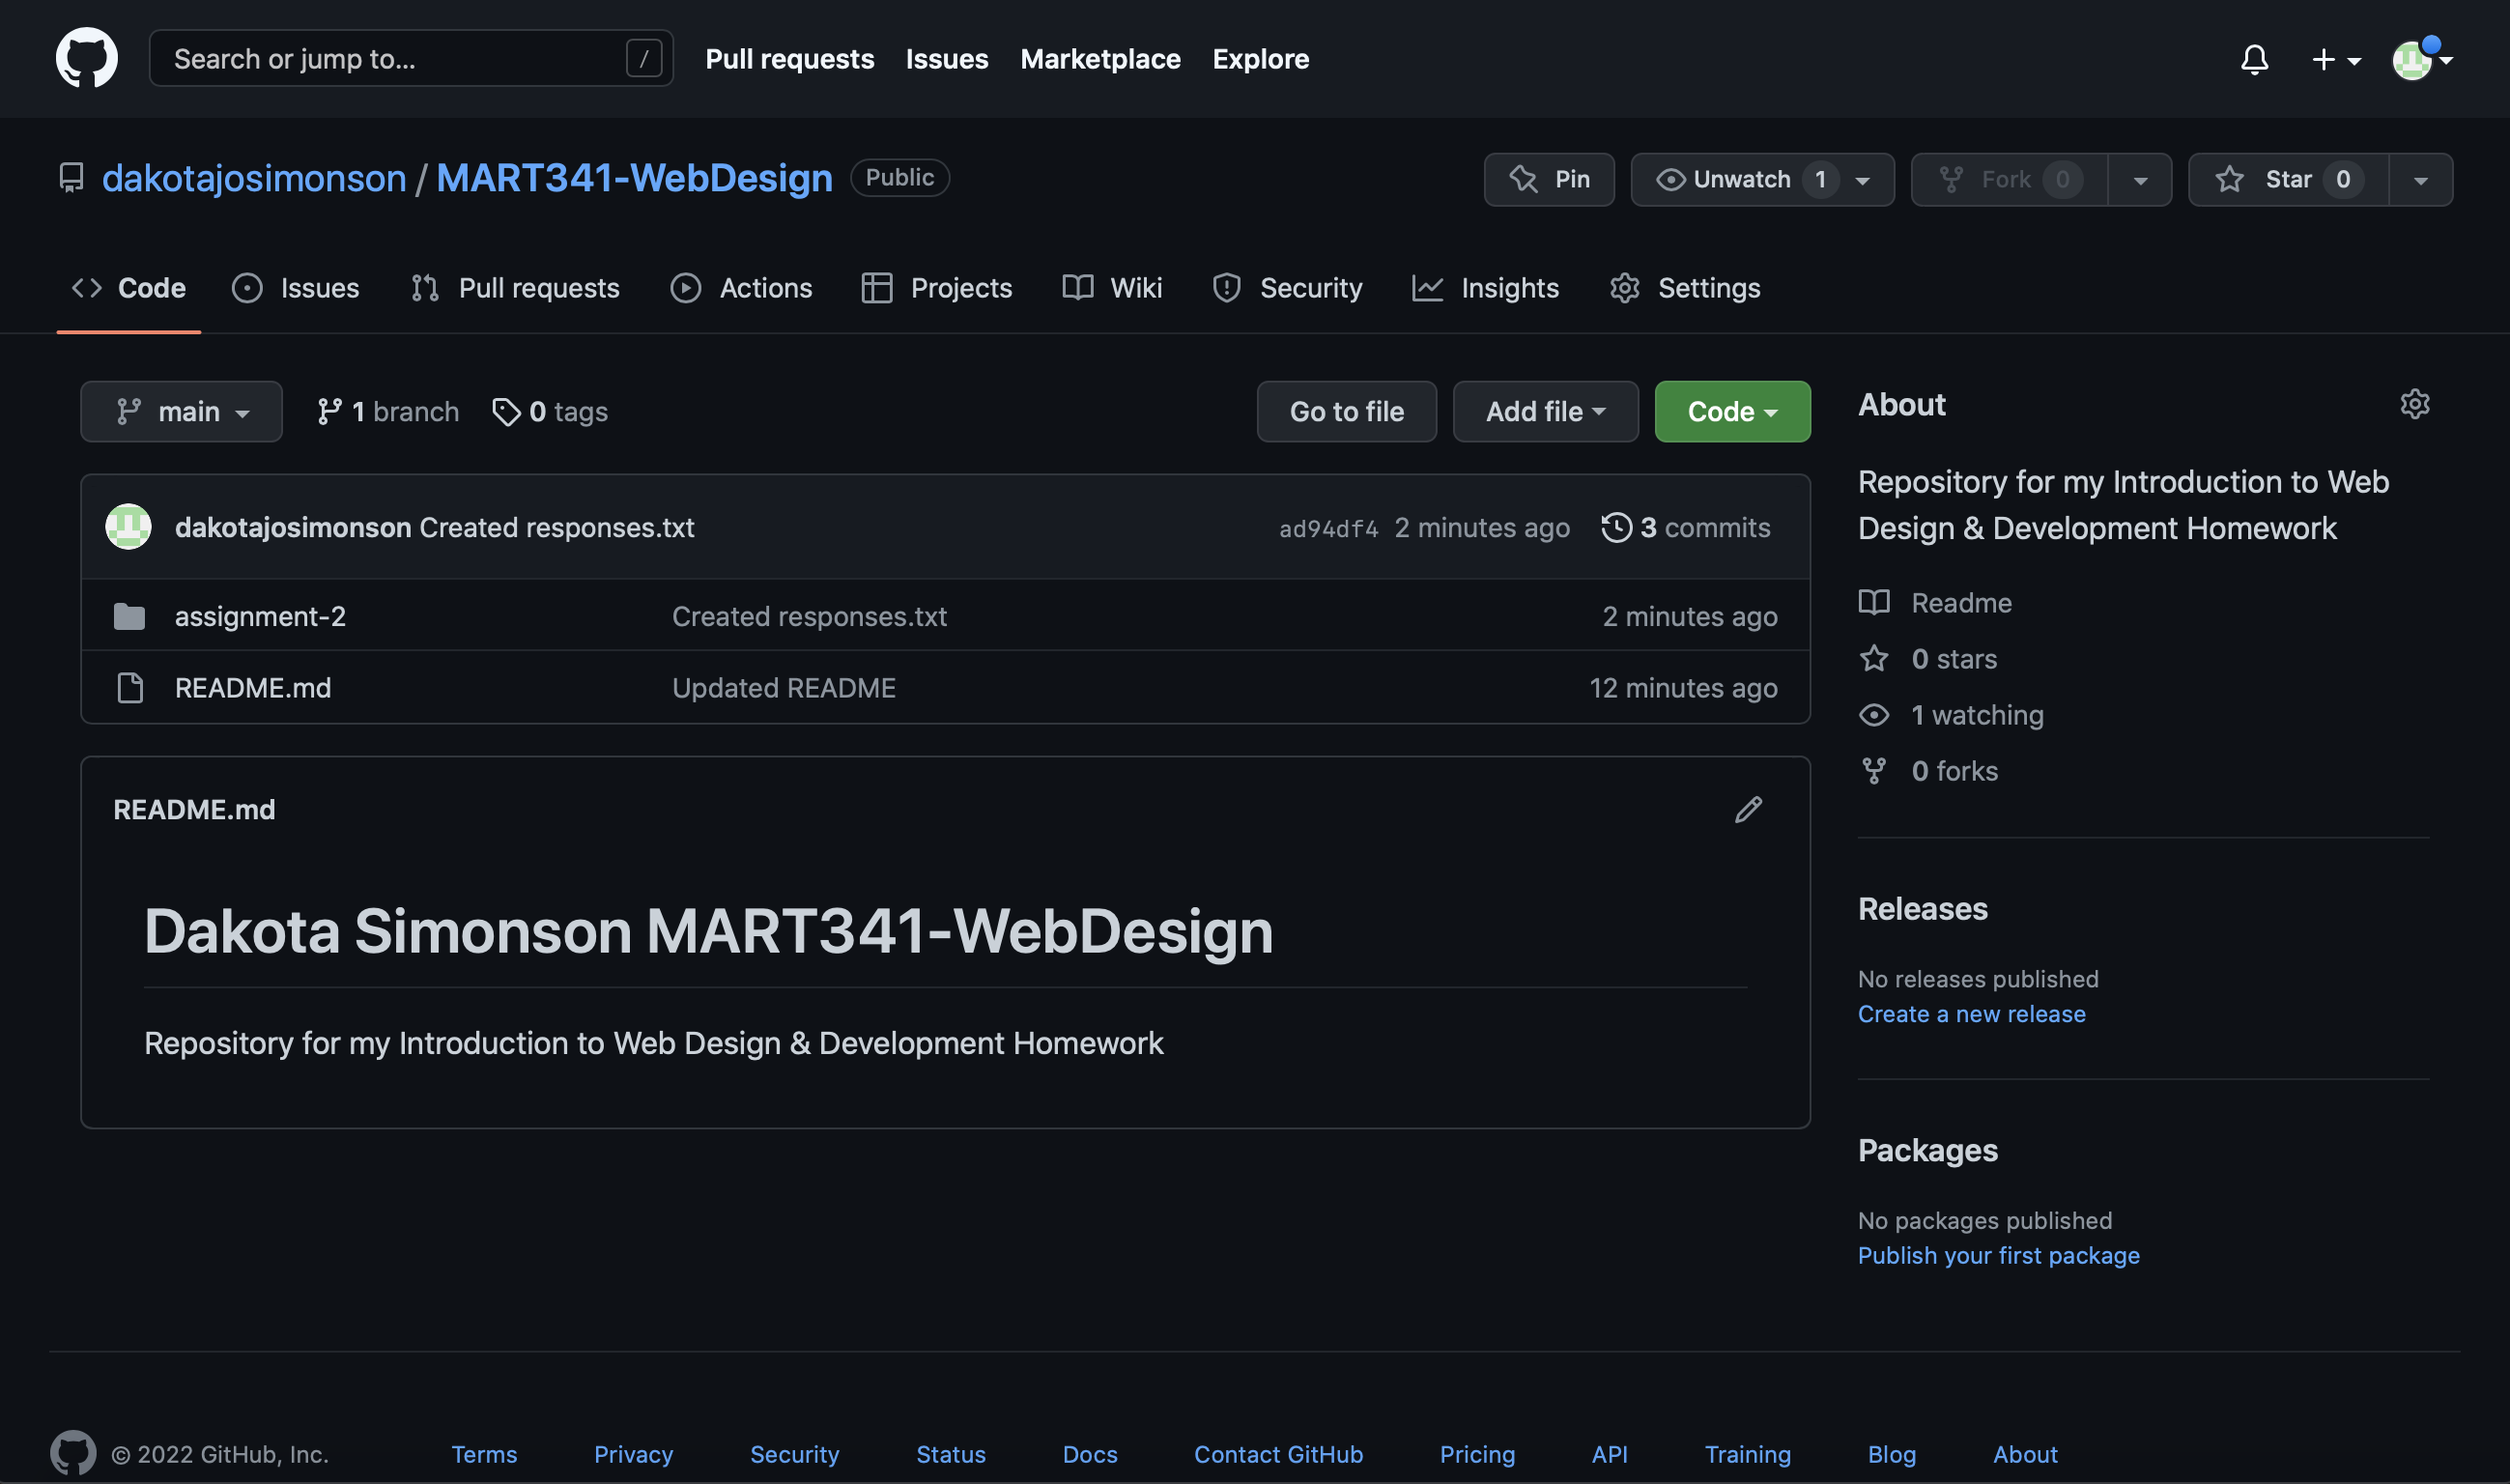 Search or jump to... / Pull requests Issues Marketplace Explore
dakotajosimonson / MART341-WebDesign Public Pin Unwatch 1 Fork 0 Star 0
Code Issues Pull requests Actions Projects Wiki Security Insights Settings
main 1 branch 0 tags Go to file Add file Code
dakotajosimonson Created responses.txt ad94df4 2 minutes ago 3 commits
assignment-2 Created responses.txt 2 minutes ago
README.md Updated README 12 minutes ago
README.md
Dakota Simonson MART341-WebDesign
Repository for my Introduction to Web Design & Development Homework
About
Repository for my Introduction to Web
Design & Development Homework
Readme
0 stars
1 watching
0 forks
Releases
No releases published
Create a new release
Packages
No packages published
Publish your first package
© 2022 GitHub, Inc. Terms Privacy Security Status Docs Contact GitHub Pricing API Training Blog About